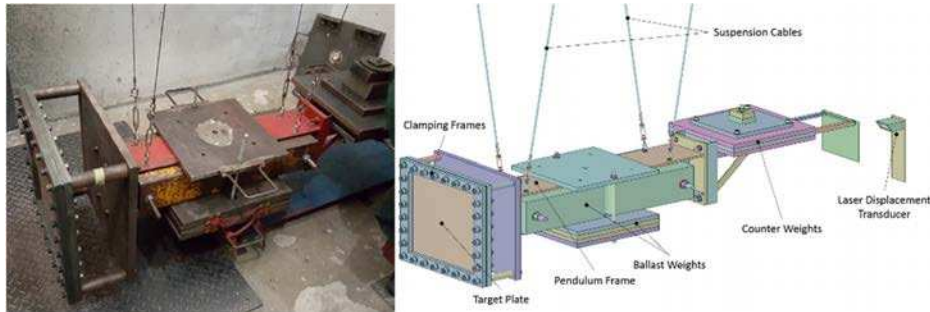 Suspension Cables
Clamping Frames
Laser Displacement
Transducer
Counter Weights
Ballast Weights
Pendulum Frame
Target Plate